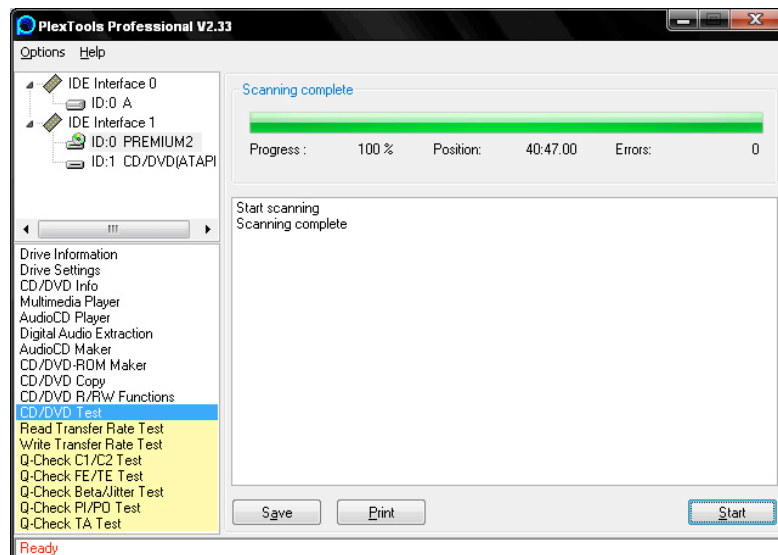 PlexTools Professional V2.33
Options Help
IDE Interface 0
ID:0 A
IDE Interface 1
ID:0 PREMIUM2
ID:1 CD/DVD(ATAPI
Drive Information
Drive Settings
CD/DVD Info
Multimedia Player
AudioCD Player
Digital Audio Extraction
AudioCD Maker
CD/DVD-ROM Maker
CD/DVD Copy
CD/DVD R/RW Functions
CD/DVD Test
Read Transfer Rate Test
Write Transfer Rate Test
Q-Check C1/C2 Test
Q-Check FE/TE Test
Q-Check Beta/Jitter Test
Q-Check PI/PO Test
Q-Check TA Test
Scanning complete
Progress : 100 % Position: 40:47.00 Errors: 0
Start scanning
Scanning complete
Save Print Start
Ready